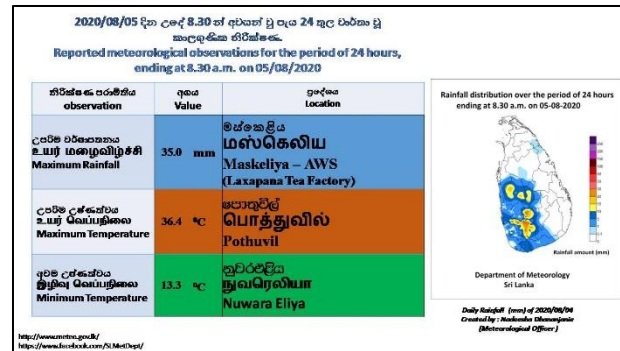 2020/08/05 දින උදේ 8.30 න් අවසන් වූ පැය 24 තුල වාර්තා වූ
කාලගුණික නිරීක්ෂණ.
Reported meteorological observations for the period of 24 hours,
ending at 8.30 a.m. on 05/08/2020
නිරීක්ෂණ පරාමිතිය
observation
අගය
Value
ප්‍රදේශය
Location
උපරිම වර්ෂාපතනය
உயர் மழைவீழ்ச்சி
Maximum Rainfall
35.0 mm
මස්කෙළිය
மஸ்கெலிய
Maskeliya – AWS
(Laxapana Tea Factory)
උපරිම උෂ්ණත්වය
உயர் வெப்பநிலை
Maximum Temperature
36.4 °C
පොතුවිල්
பொத்துவில்
Pothuvil
අවම උෂ්ණත්වය
இழிவு வெப்பநிலை
Minimum Temperature
13.3 °C
නුවරඑළිය
நுவரெலியா
Nuwara Eliya
Rainfall distribution over the period of 24 hours
ending at 8.30 a.m. on 05-08-2020
Rainfall amount (mm)
Department of Meteorology
Sri Lanka
Daily Rainfall (mm) of 2020/08/04
Created by : Nadeesha Dhananjanie
(Meteorological Officer)
http://www.meteo.gov.lk/
https://www.facebook.com/SLMetDept/